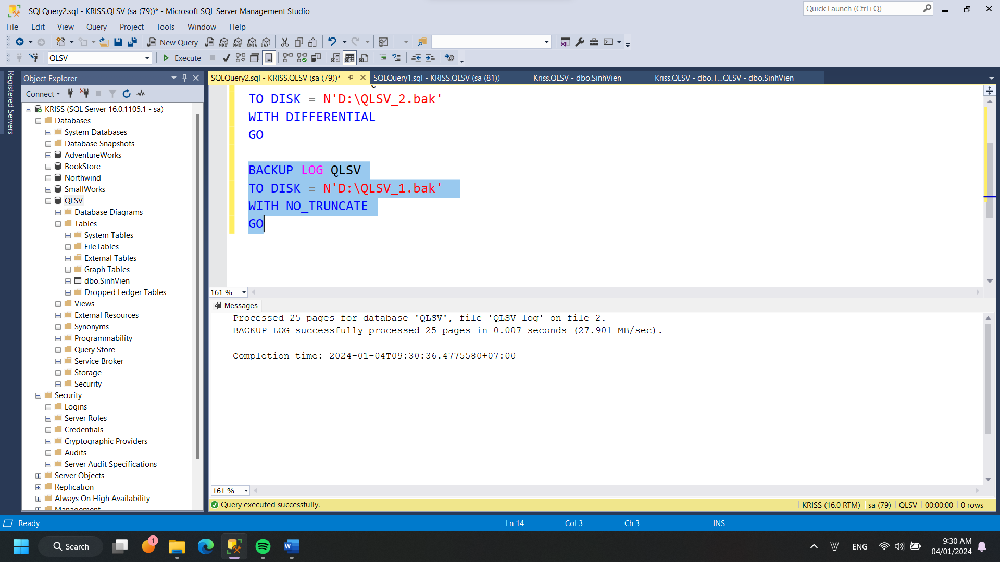 SQLQuery2.sql - KRISS.QLSV (sa (79))* - Microsoft SQL Server Management Studio
Quick Launch (Ctrl+Q)
File Edit View Query Project Tools Window Help
New Query MDX DMX XMLA DAX
QLSV Execute
Registered Servers
Object Explorer
Connect
KRISS (SQL Server 16.0.1105.1 - sa)
Databases
System Databases
Database Snapshots
AdventureWorks
BookStore
Northwind
SmallWorks
QLSV
Database Diagrams
Tables
System Tables
FileTables
External Tables
Graph Tables
dbo.SinhVien
Dropped Ledger Tables
Views
External Resources
Synonyms
Programmability
Query Store
Service Broker
Storage
Security
Security
Logins
Server Roles
Credentials
Cryptographic Providers
Audits
Server Audit Specifications
Server Objects
Replication
Always On High Availability
Management
SQLQuery2.sql - KRISS.QLSV (sa (79))* SQLQuery1.sql - KRISS.QLSV (sa (81)) Kriss.QLSV - dbo.SinhVien Kriss.QLSV - dbo.T...QLSV - dbo.SinhVien
BACKUP DATABASE QLSV
TO DISK = N'D:\QLSV_2.bak'
WITH DIFFERENTIAL
GO
BACKUP LOG QLSV
TO DISK = N'D:\QLSV_1.bak'
WITH NO_TRUNCATE
GO
161 %
Messages
Processed 25 pages for database 'QLSV', file 'QLSV_log' on file 2.
BACKUP LOG successfully processed 25 pages in 0.007 seconds (27.901 MB/sec).
Completion time: 2024-01-04T09:30:36.4775580+07:00
161 %
Query executed successfully. KRISS (16.0 RTM) sa (79) QLSV 00:00:00 0 rows
Ready Ln 14 Col 3 Ch 3 INS
Search 1 ENG 9:30 AM
04/01/2024